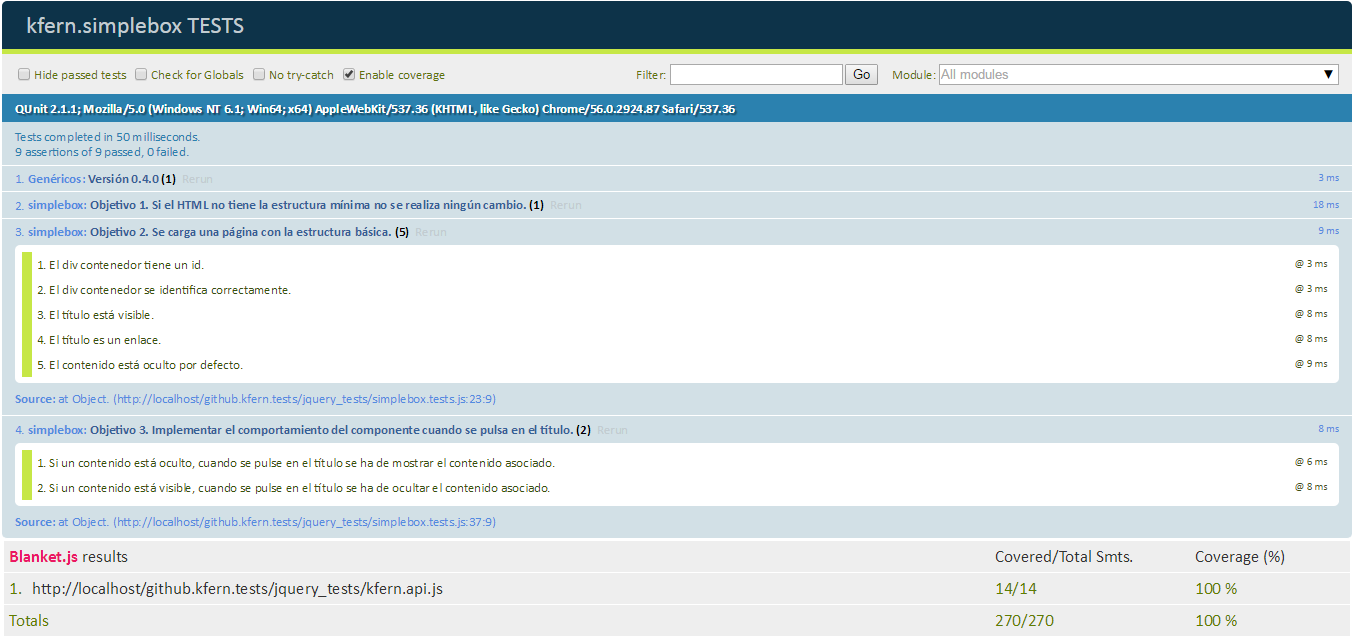 kfern.simplebox TESTS
Hide passed tests Check for Globals No try-catch Enable coverage Filter: Go Module: All modules ▼
QUnit 2.1.1; Mozilla/5.0 (Windows NT 6.1; Win64; x64) AppleWebKit/537.36 (KHTML, like Gecko) Chrome/56.0.2924.87 Safari/537.36
Tests completed in 50 milliseconds.
9 assertions of 9 passed, 0 failed.
1. Genéricos: Versión 0.4.0 (1) Rerun 3 ms
2. simplebox: Objetivo 1. Si el HTML no tiene la estructura mínima no se realiza ningún cambio. (1) Rerun 18 ms
3. simplebox: Objetivo 2. Se carga una página con la estructura básica. (5) Rerun 9 ms
1. El div contenedor tiene un id. @ 3 ms
2. El div contenedor se identifica correctamente. @ 3 ms
3. El título está visible. @ 8 ms
4. El título es un enlace. @ 8 ms
5. El contenido está oculto por defecto. @ 9 ms
Source: at Object. (http://localhost/github.kfern.tests/jquery_tests/simplebox.tests.js:23:9)
4. simplebox: Objetivo 3. Implementar el comportamiento del componente cuando se pulsa en el título. (2) Rerun 8 ms
1. Si un contenido está oculto, cuando se pulse en el título se ha de mostrar el contenido asociado. @ 6 ms
2. Si un contenido está visible, cuando se pulse en el título se ha de ocultar el contenido asociado. @ 8 ms
Source: at Object. (http://localhost/github.kfern.tests/jquery_tests/simplebox.tests.js:37:9)
Blanket.js results Covered/Total Smts. Coverage (%)
1. http://localhost/github.kfern.tests/jquery_tests/kfern.api.js 14/14 100 %
Totals 270/270 100 %